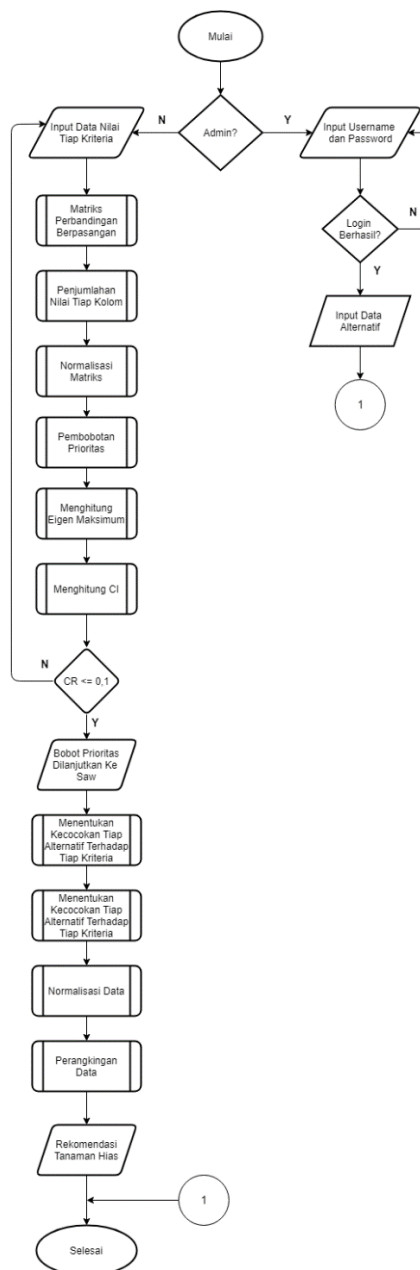 Mulai
Admin?
N
Y
Input Data Nilai
Tiap Kriteria
Input Username
dan Password
Matriks
Perbandingan
Berpasangan
Login
Berhasil?
N
Y
Penjumlahan
Nilai Tiap Kolom
Input Data
Alternatif
Normalisasi
Matriks
1
Pembobotan
Prioritas
Menghitung
Eigen Maksimum
Menghitung CI
N
CR <= 0,1
Y
Bobot Prioritas
Dilanjutkan Ke
Saw
Menentukan
Kecocokan Tiap
Alternatif Terhadap
Tiap Kriteria
Menentukan
Kecocokan Tiap
Alternatif Terhadap
Tiap Kriteria
Normalisasi Data
Perangkingan
Data
Rekomendasi
Tanaman Hias
1
Selesai